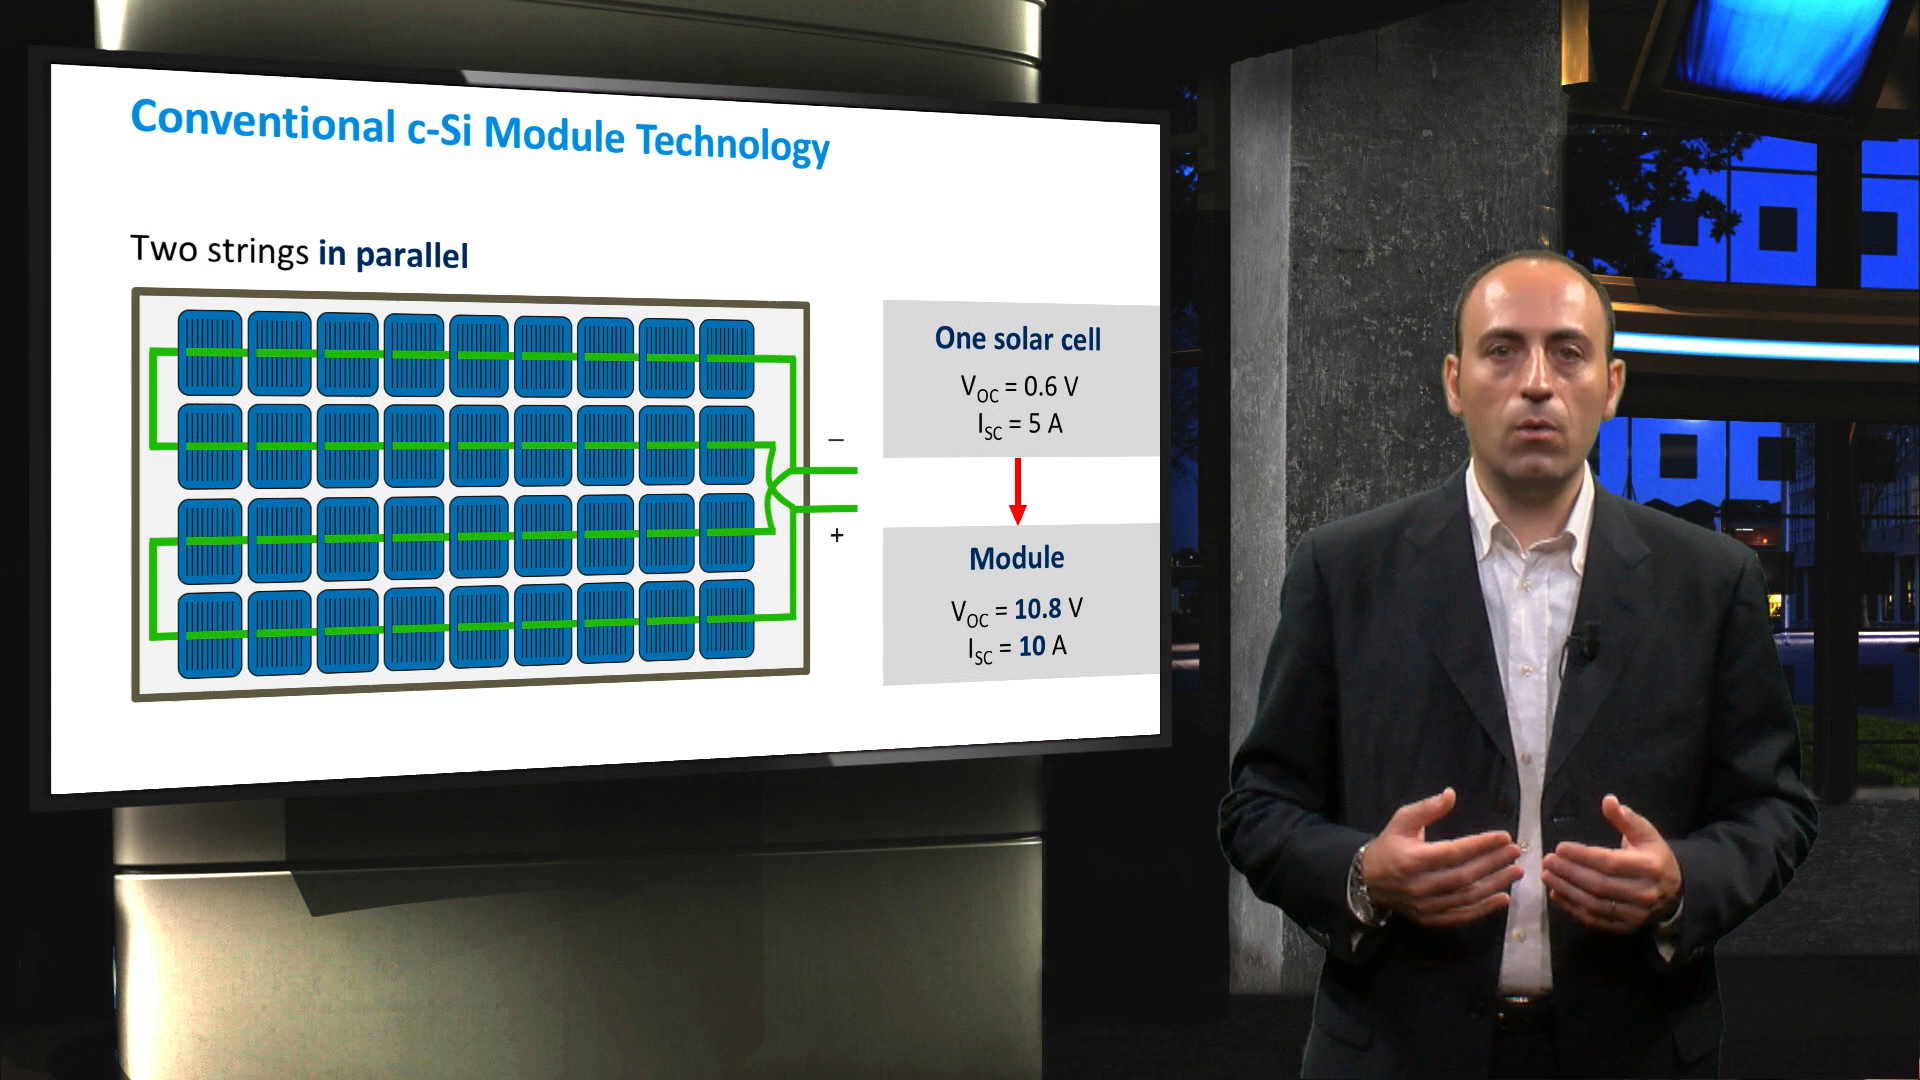 Conventional c-Si Module Technology
Two strings in parallel
One solar cell
V_OC = 0.6 V
I_SC = 5 A
–
+
Module
V_OC = 10.8 V
I_SC = 10 A